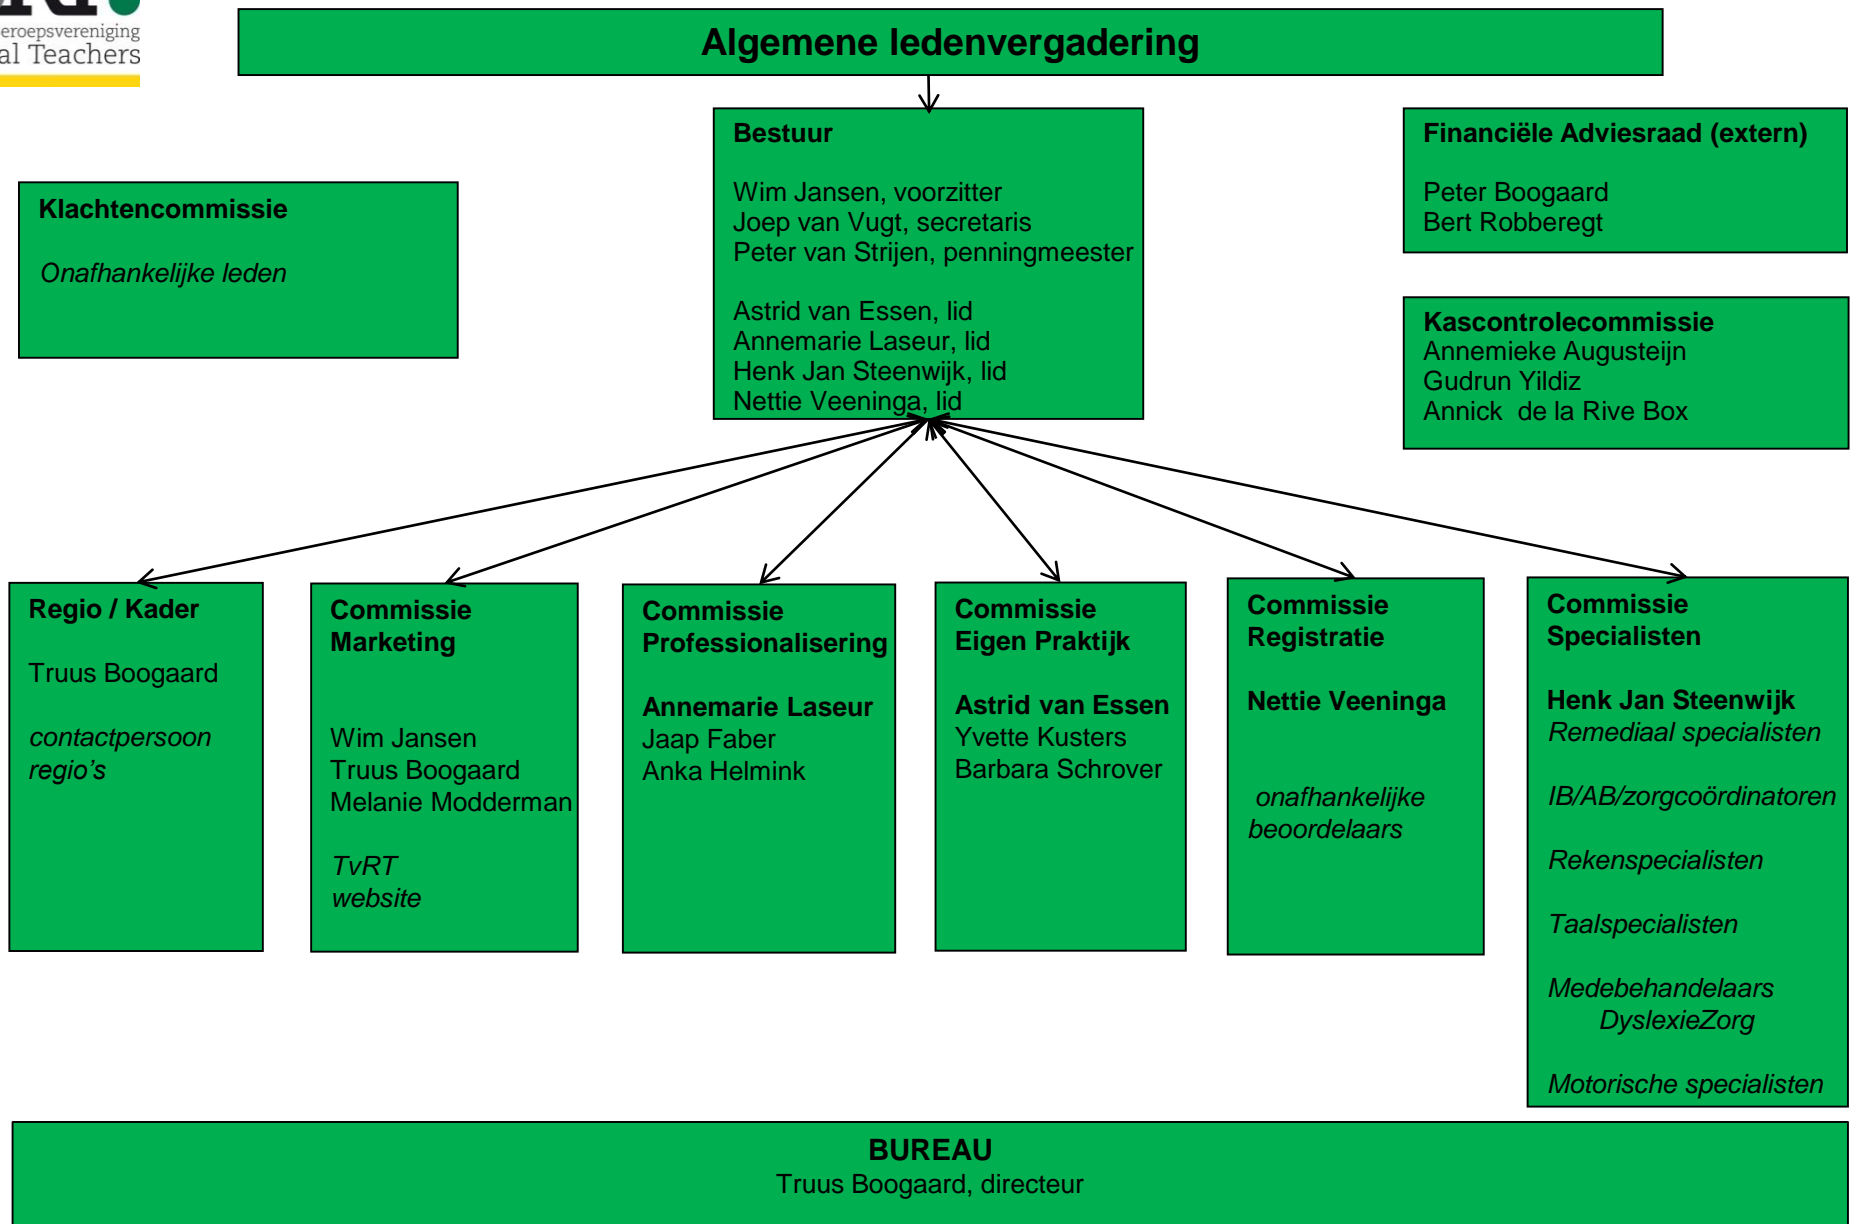 al Teachers
Algemene ledenvergadering
Bestuur
Wim Jansen, voorzitter
Joep van Vugt, secretaris
Peter van Strijen, penningmeester
Astrid van Essen, lid
Annemarie Laseur, lid
Henk Jan Steenwijk, lid
Nettie Veeninga, lid
Financiële Adviesraad (extern)
Peter Boogaard
Bert Robberegt
Klachtencommissie
Onafhankelijke leden
Kascontrolecommissie
Annemieke Augusteijn
Gudrun Yildiz
Annick de la Rive Box
Regio / Kader
Truus Boogaard
contactpersoon
regio's
Commissie
Marketing
Wim Jansen
Truus Boogaard
Melanie Modderman
TvRT
website
Commissie
Professionalisering
Annemarie Laseur
Jaap Faber
Anka Helmink
Commissie
Eigen Praktijk
Astrid van Essen
Yvette Kusters
Barbara Schrover
Commissie
Registratie
Nettie Veeninga
onafhankelijke
beoordelaars
Commissie
Specialisten
Henk Jan Steenwijk
Remediaal specialisten
IB/AB/zorgcoördinatoren
Rekenspecialisten
Taalspecialisten
Medebehandelaars
DyslexieZorg
Motorische specialisten
BUREAU
Truus Boogaard, directeur